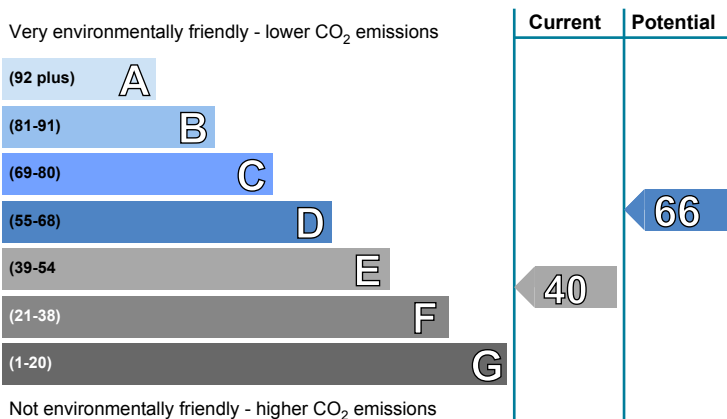 Very environmentally friendly - lower CO2 emissions
Current
Potential
(92 plus) A
(81-91) B
(69-80) C
(55-68) D
66
(39-54 E
40
(21-38) F
(1-20) G
Not environmentally friendly - higher CO2 emissions